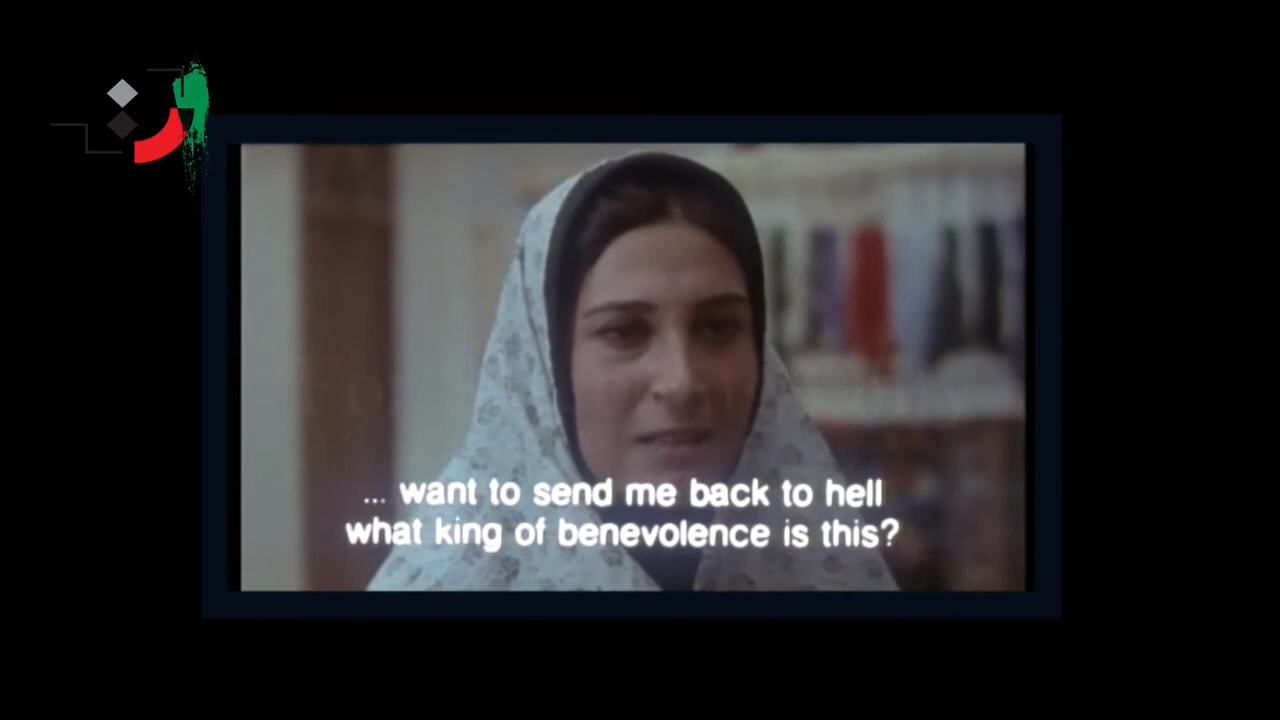 ... want to send me back to hell
what king of benevolence is this?